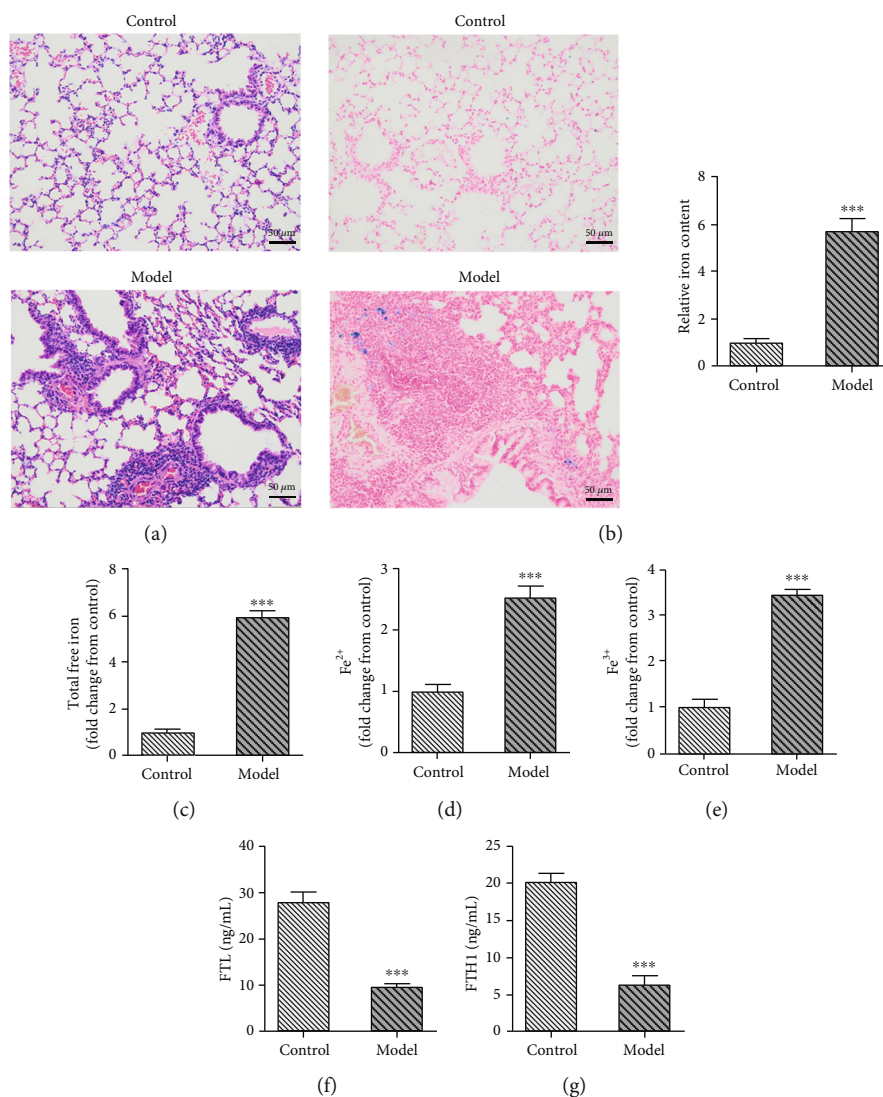 Control
Control
50 µm
50 µm
Model
Model
50 µm
50 µm
(a)
(b)
Relative iron content
8
6
4
2
0
***
Control
Model
Total free iron
(fold change from control)
8
6
4
2
0
***
Control
Model
(c)
Fe²⁺
(fold change from control)
3
2
1
0
***
Control
Model
(d)
Fe³⁺
(fold change from control)
4
3
2
1
0
***
Control
Model
(e)
FTL (ng/mL)
40
30
20
10
0
***
Control
Model
(f)
FTH1 (ng/mL)
25
20
15
10
5
0
***
Control
Model
(g)